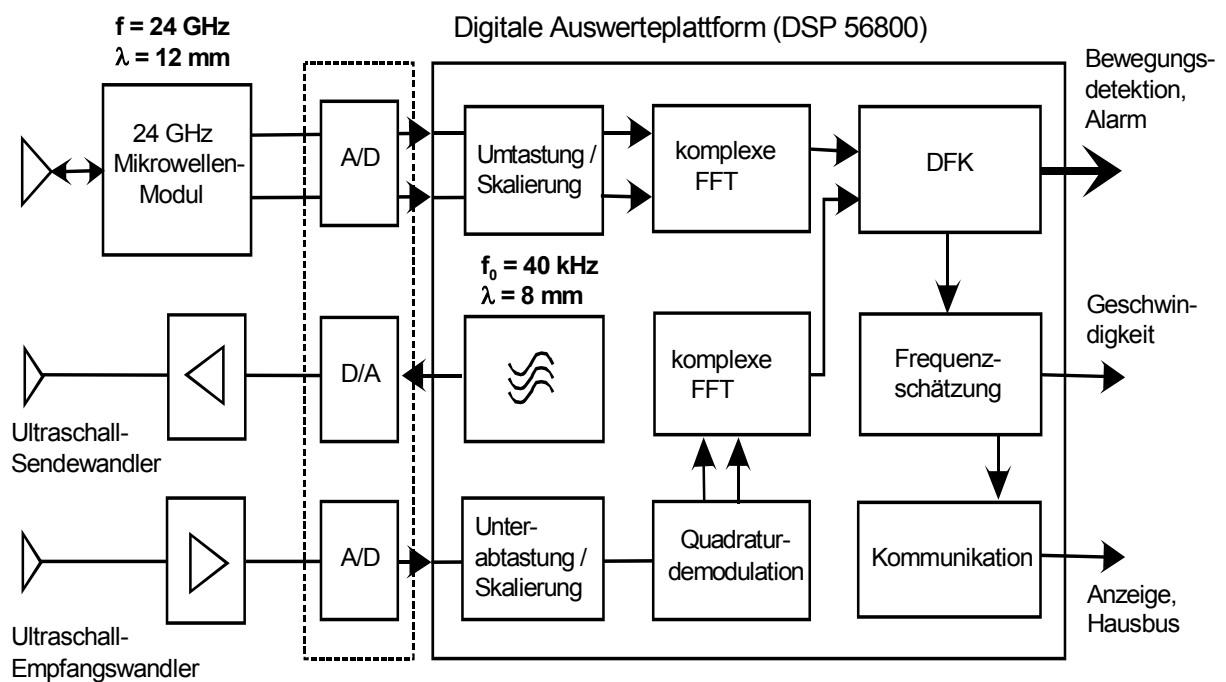 f = 24 GHz
λ = 12 mm
Digitale Auswerteplattform (DSP 56800)
24 GHz
Mikrowellen-
Modul
A/D
Umtastung /
Skalierung
komplexe
FFT
DFK
Bewegungs-
detektion,
Alarm
f₀ = 40 kHz
λ = 8 mm
D/A
komplexe
FFT
Frequenz-
schätzung
Geschwin-
digkeit
Ultraschall-
Sendewandler
A/D
Unter-
abtastung /
Skalierung
Quadratur-
demodulation
Kommunikation
Anzeige,
Hausbus
Ultraschall-
Empfangswandler